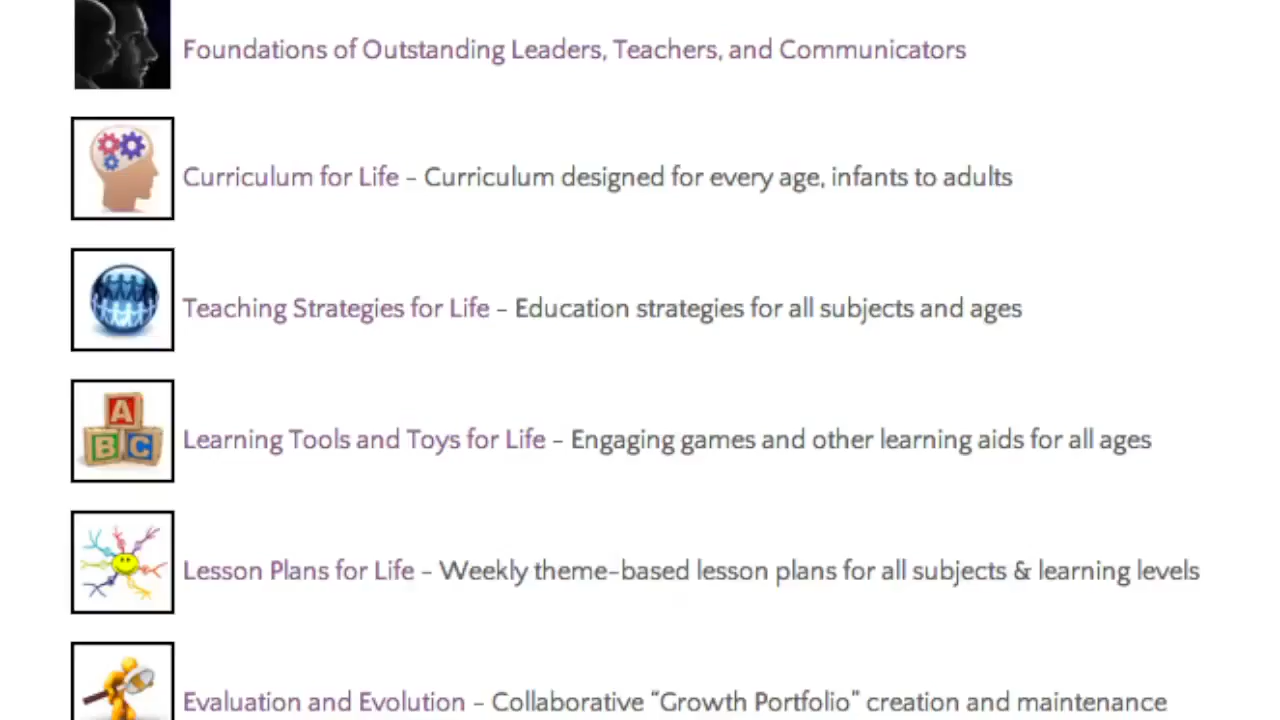 Foundations of Outstanding Leaders, Teachers, and Communicators
Curriculum for Life - Curriculum designed for every age, infants to adults
Teaching Strategies for Life - Education strategies for all subjects and ages
A
B C
Learning Tools and Toys for Life - Engaging games and other learning aids for all ages
Lesson Plans for Life - Weekly theme-based lesson plans for all subjects & learning levels
Evaluation and Evolution - Collaborative "Growth Portfolio" creation and maintenance